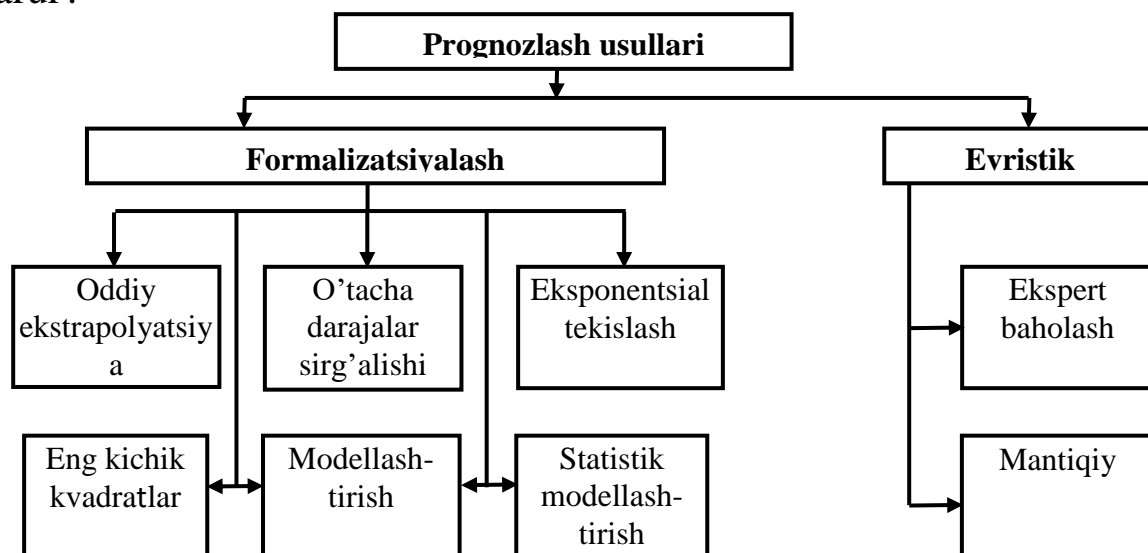 Prognozlash usullari
Formalizatsiyalash
Evristik
Oddiy
ekstrapolyatsiy
a
O’tacha
darajalar
sirg’alishi
Eksponentsial
tekislash
Ekspert
baholash
Eng kichik
kvadratlar
Modellash-
tirish
Statistik
modellash-
tirish
Mantiqiy